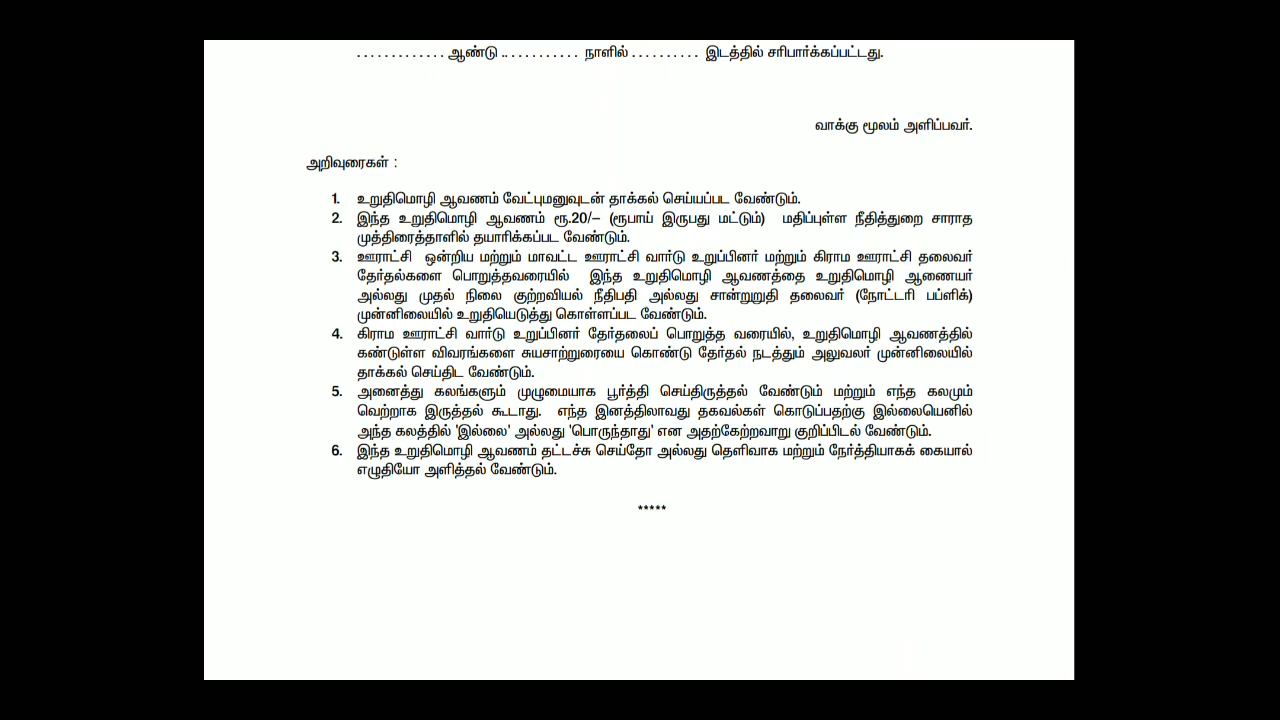 . . . . . . . . . . . . . ஆண்டு .. . . . . . . . . . . நாளில் . . . . . . . . . . இடத்தில் சரிபார்க்கப்பட்டது.
வாக்கு மூலம் அளிப்பவர்.
அறிவுரைகள் :
1. உறுதிமொழி ஆவணம் வேட்புமனுவுடன் தாக்கல் செய்யப்பட வேண்டும்.
2. இந்த உறுதிமொழி ஆவணம் ரூ.20/– (ரூபாய் இருபது மட்டும்) மதிப்புள்ள நீதித்துறை சாராத
முத்திரைத்தாளில் தயாரிக்கப்பட வேண்டும்.
3. ஊராட்சி ஒன்றிய மற்றும் மாவட்ட ஊராட்சி வார்டு உறுப்பினர் மற்றும் கிராம ஊராட்சி தலைவர்
தேர்தல்களை பொறுத்தவரையில் இந்த உறுதிமொழி ஆவணத்தை உறுதிமொழி ஆணையர்
அல்லது முதல் நிலை குற்றவியல் நீதிபதி அல்லது சான்றுறுதி தலைவர் (நோட்டரி பப்ளிக்)
முன்னிலையில் உறுதியெடுத்து கொள்ளப்பட வேண்டும்.
4. கிராம ஊராட்சி வார்டு உறுப்பினர் தேர்தலைப் பொறுத்த வரையில், உறுதிமொழி ஆவணத்தில்
கண்டுள்ள விவரங்களை சுயசாற்றுரையை கொண்டு தேர்தல் நடத்தும் அலுவலர் முன்னிலையில்
தாக்கல் செய்திட வேண்டும்.
5. அனைத்து கலங்களும் முழுமையாக பூர்த்தி செய்திருத்தல் வேண்டும் மற்றும் எந்த கலமும்
வெற்றாக இருத்தல் கூடாது. எந்த இனத்திலாவது தகவல்கள் கொடுப்பதற்கு இல்லையெனில்
அந்த கலத்தில் 'இல்லை' அல்லது 'பொருந்தாது' என அதற்கேற்றவாறு குறிப்பிடல் வேண்டும்.
6. இந்த உறுதிமொழி ஆவணம் தட்டச்சு செய்தோ அல்லது தெளிவாக மற்றும் நேர்த்தியாகக் கையால்
எழுதியோ அளித்தல் வேண்டும்.
*****